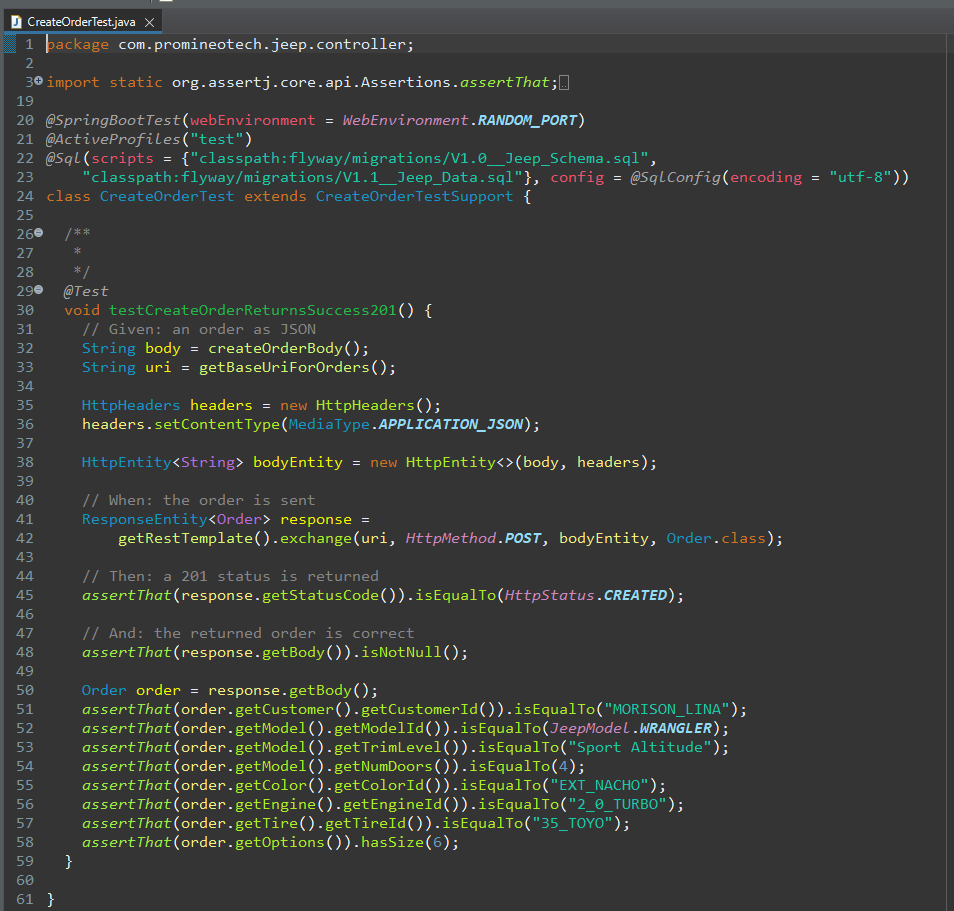 CreateOrderTest.java
1 package com.promineotech.jeep.controller;
2
3 import static org.assertj.core.api.Assertions.assertThat;
19
20 @SpringBootTest(webEnvironment = WebEnvironment.RANDOM_PORT)
21 @ActiveProfiles("test")
22 @Sql(scripts = {"classpath:flyway/migrations/V1.0__Jeep_Schema.sql",
23     "classpath:flyway/migrations/V1.1__Jeep_Data.sql"}, config = @SqlConfig(encoding = "utf-8"))
24 class CreateOrderTest extends CreateOrderTestSupport {
25
26   /**
27    *
28    */
29   @Test
30   void testCreateOrderReturnsSuccess201() {
31     // Given: an order as JSON
32     String body = createOrderBody();
33     String uri = getBaseUriForOrders();
34
35     HttpHeaders headers = new HttpHeaders();
36     headers.setContentType(MediaType.APPLICATION_JSON);
37
38     HttpEntity<String> bodyEntity = new HttpEntity<>(body, headers);
39
40     // When: the order is sent
41     ResponseEntity<Order> response =
42         getRestTemplate().exchange(uri, HttpMethod.POST, bodyEntity, Order.class);
43
44     // Then: a 201 status is returned
45     assertThat(response.getStatusCode()).isEqualTo(HttpStatus.CREATED);
46
47     // And: the returned order is correct
48     assertThat(response.getBody()).isNotNull();
49
50     Order order = response.getBody();
51     assertThat(order.getCustomer().getCustomerId()).isEqualTo("MORISON_LINA");
52     assertThat(order.getModel().getModelId()).isEqualTo(JeepModel.WRANGLER);
53     assertThat(order.getModel().getTrimLevel()).isEqualTo("Sport Altitude");
54     assertThat(order.getModel().getNumDoors()).isEqualTo(4);
55     assertThat(order.getColor().getColorId()).isEqualTo("EXT_NACHO");
56     assertThat(order.getEngine().getEngineId()).isEqualTo("2_0_TURBO");
57     assertThat(order.getTire().getTireId()).isEqualTo("35_TOYO");
58     assertThat(order.getOptions()).hasSize(6);
59   }
60
61 }